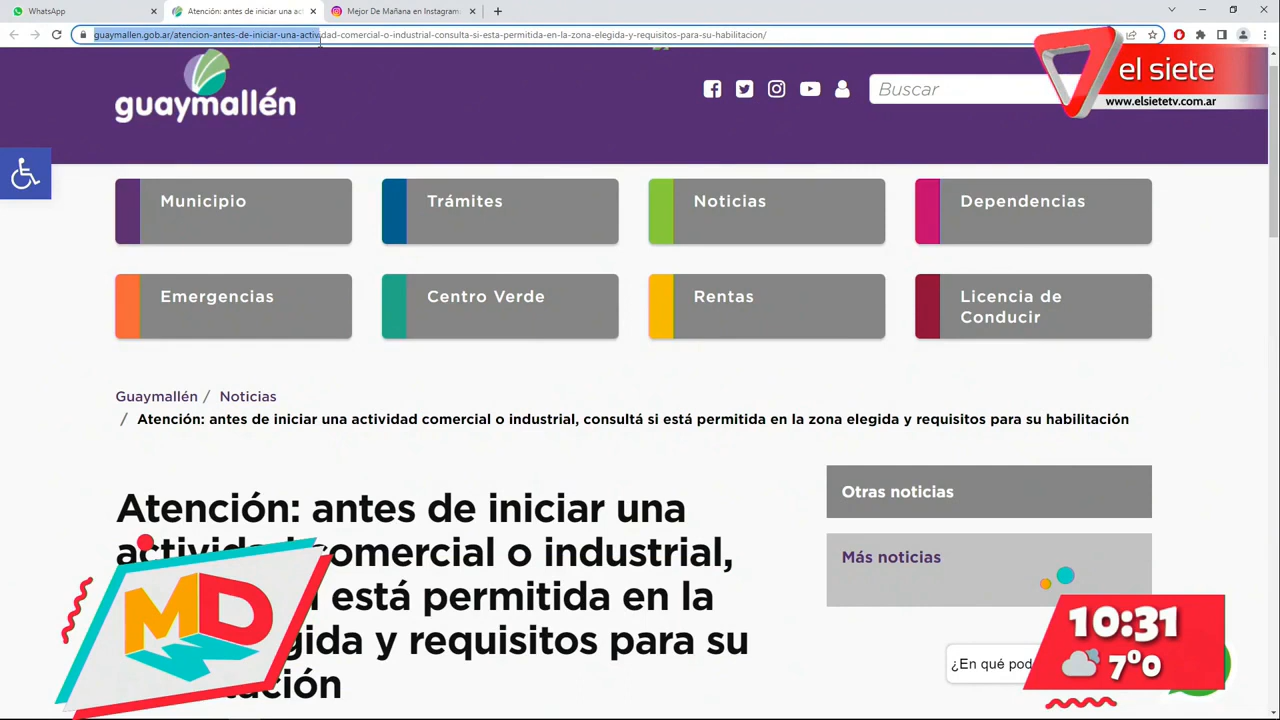 WhatsApp
Atención: antes de iniciar una act
Mejor De Mañana en Instagram
guaymallen.gob.ar/atencion-antes-de-iniciar-una-actividad-comercial-o-industrial-consulta-si-esta-permitida-en-la-zona-elegida-y-requisitos-para-su-habilitacion/
guaymallén
Buscar
el siete
www.elsietetv.com.ar
Municipio
Trámites
Noticias
Dependencias
Emergencias
Centro Verde
Rentas
Licencia de
Conducir
Guaymallén / Noticias
/ Atención: antes de iniciar una actividad comercial o industrial, consultá si está permitida en la zona elegida y requisitos para su habilitación
Atención: antes de iniciar una
actividad comercial o industrial,
está permitida en la
gida y requisitos para su
tación
Otras noticias
Más noticias
¿En qué pod
MD
10:31
7º0